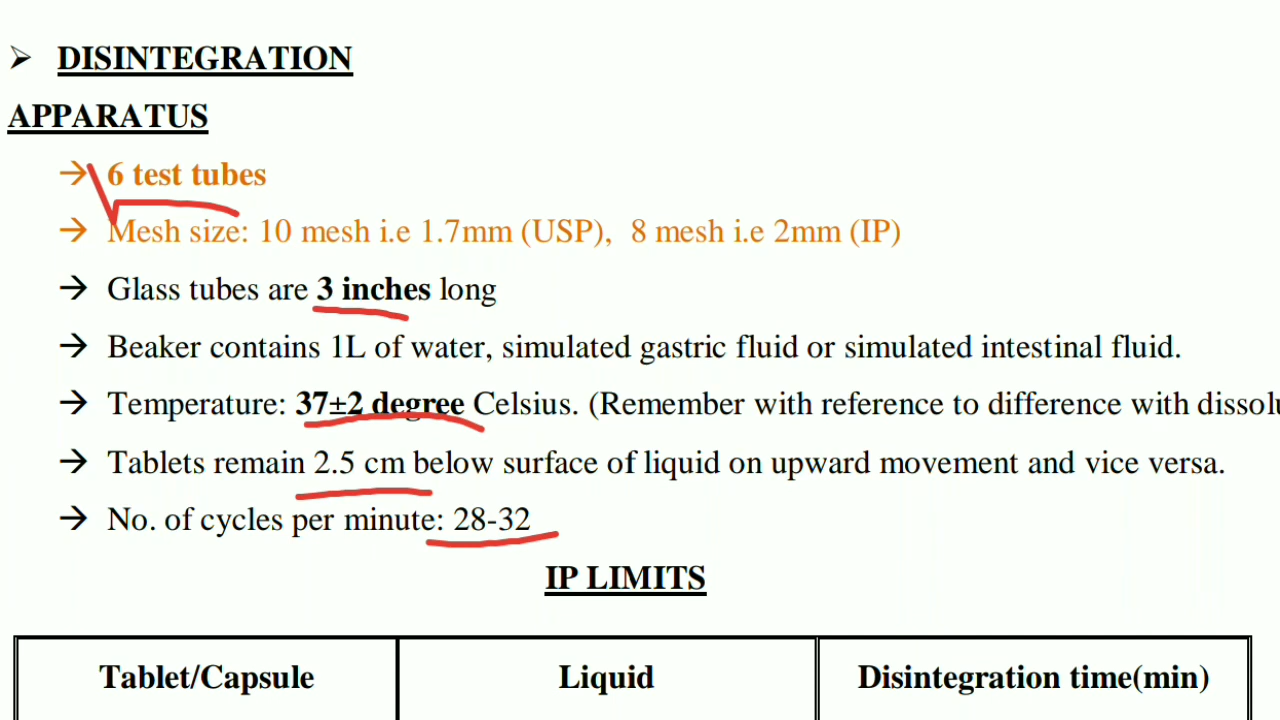 ➢ DISINTEGRATION
APPARATUS
→ 6 test tubes
→ Mesh size: 10 mesh i.e 1.7mm (USP), 8 mesh i.e 2mm (IP)
→ Glass tubes are 3 inches long
→ Beaker contains 1L of water, simulated gastric fluid or simulated intestinal fluid.
→ Temperature: 37±2 degree Celsius. (Remember with reference to difference with
→ Tablets remain 2.5 cm below surface of liquid on upward movement and vice versa.
→ No. of cycles per minute: 28-32
IP LIMITS
Tablet/Capsule Liquid Disintegration time(min)